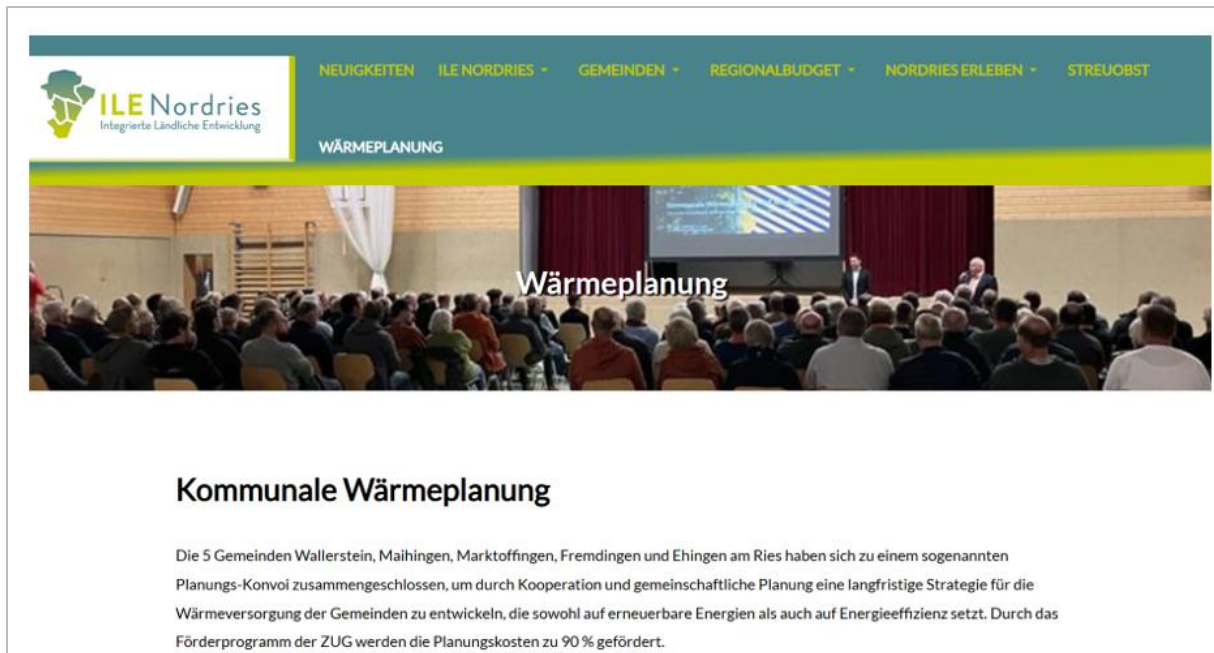 NEUIGKEITEN ILE NORDRIES GEMEINDEN REGIONALBUDGET NORDRIES ERLEBEN STREUOBST
ILE Nordries
Integrierte Ländliche Entwicklung
WÄRMEPLANUNG
Wärmeplanung
Kommunale Wärmeplanung
Die 5 Gemeinden Wallerstein, Maihingen, Marktoffingen, Fremdingen und Ehingen am Ries haben sich zu einem sogenannten
Planungs-Konvoi zusammengeschlossen, um durch Kooperation und gemeinschaftliche Planung eine langfristige Strategie für die
Wärmeversorgung der Gemeinden zu entwickeln, die sowohl auf erneuerbare Energien als auch auf Energieeffizienz setzt. Durch das
Förderprogramm der ZUG werden die Planungskosten zu 90 % gefördert.